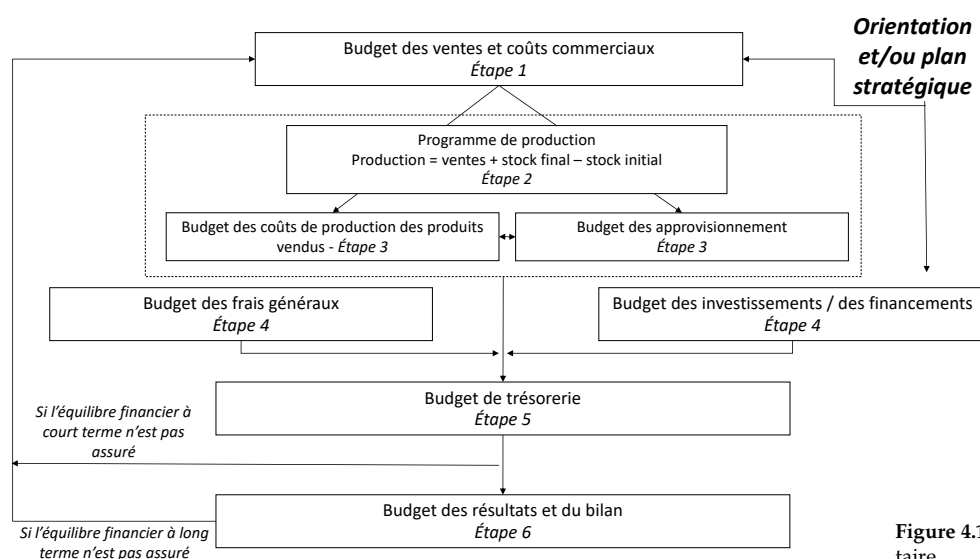 Orientation
et/ou plan
stratégique
Budget des ventes et coûts commerciaux
Étape 1
Programme de production
Production = ventes + stock final – stock initial
Étape 2
Budget des coûts de production des produits
vendus - Étape 3
Budget des approvisionnement
Étape 3
Budget des frais généraux
Étape 4
Budget des investissements / des financements
Étape 4
Budget de trésorerie
Étape 5
Si l'équilibre financier à
court terme n'est pas
assuré
Budget des résultats et du bilan
Étape 6
Si l'équilibre financier à long
terme n'est pas assuré
Figure 4.1
taire